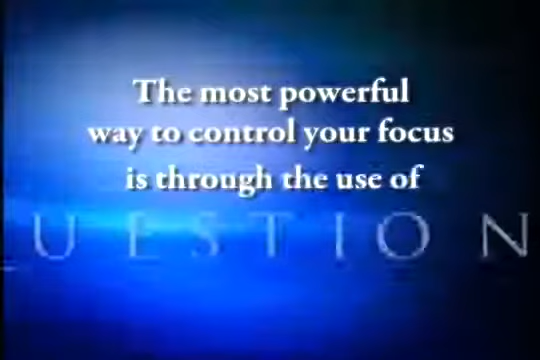 The most powerful
way to control your focus
is through the use of
UESTION